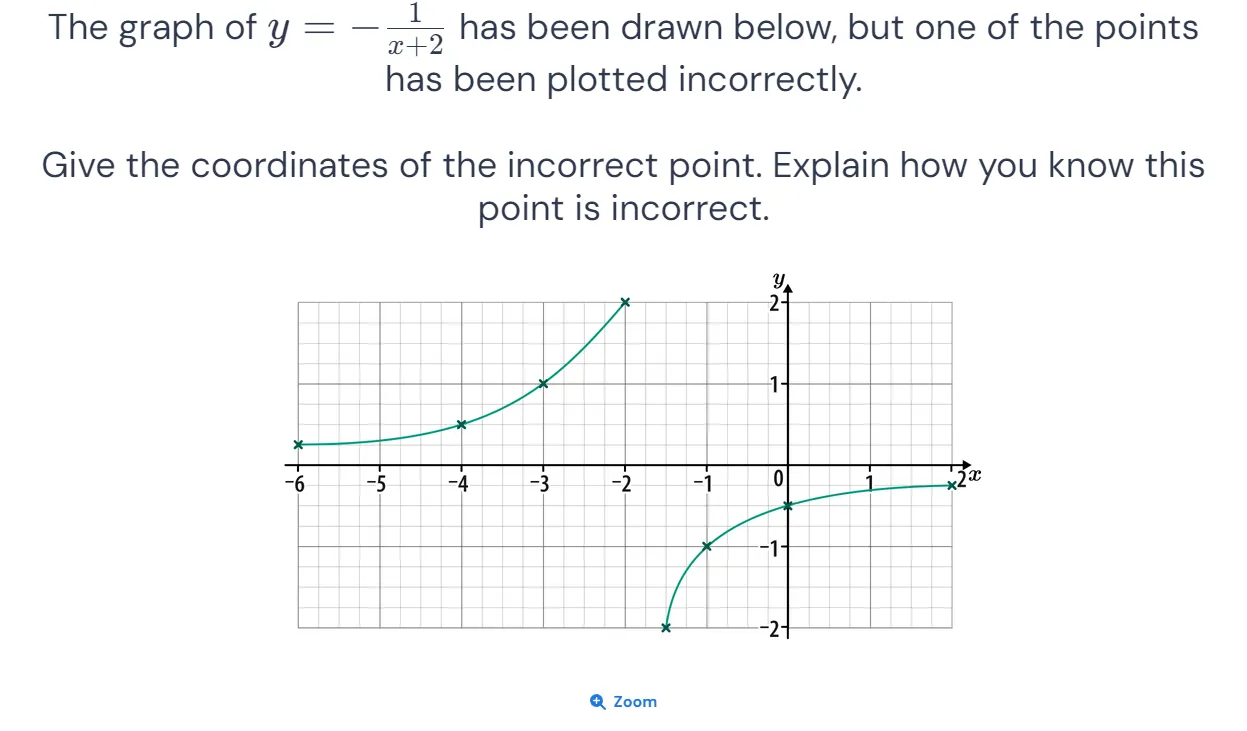 The graph of y = −1/(x+2) has been drawn below, but one of the points
has been plotted incorrectly.
Give the coordinates of the incorrect point. Explain how you know this
point is incorrect.
y
2
1
−6 −5 −4 −3 −2 −1 0 1 2 x
−1
−2
Zoom